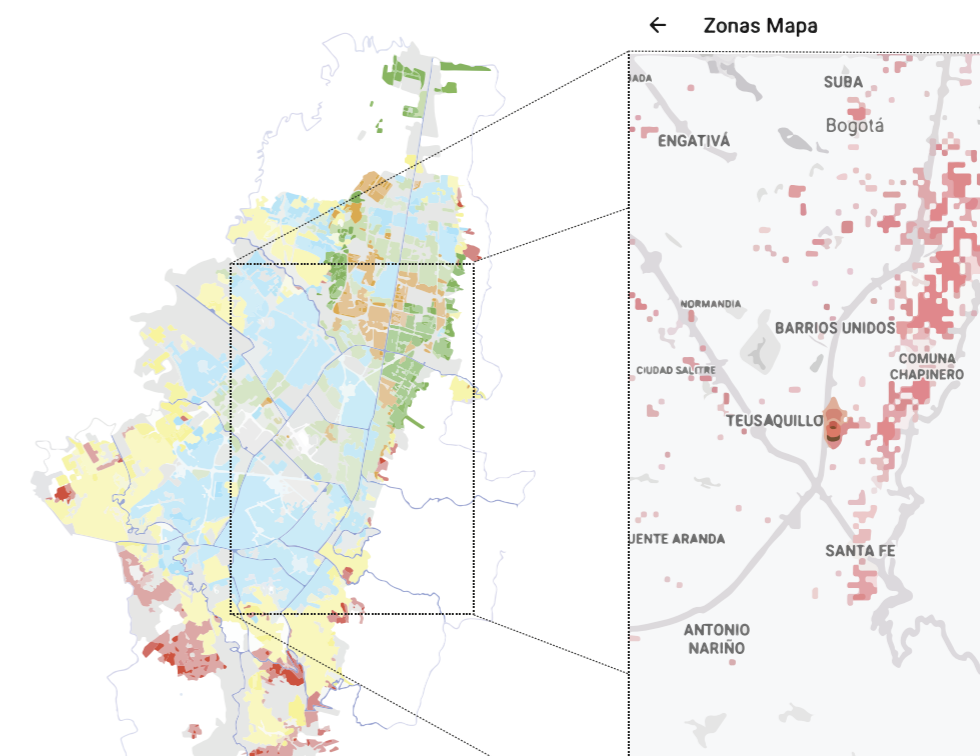 ← Zonas Mapa
ADA
SUBA
Bogotá
ENGATIVÁ
NORMANDIA
BARRIOS UNIDOS
COMUNA
CHAPINERO
CIUDAD SALITRE
TEUSAQUILLO
UENTE ARANDA
SANTA FE
ANTONIO
NARIÑO